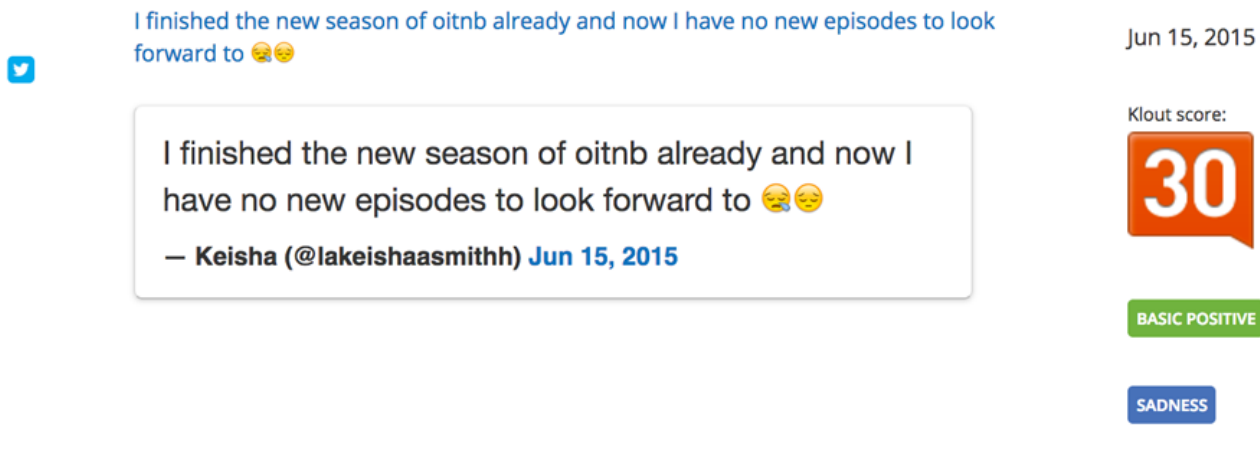 I finished the new season of oitnb already and now I have no new episodes to look
forward to 😪😔
Jun 15, 2015
I finished the new season of oitnb already and now I
have no new episodes to look forward to 😪😔
— Keisha (@lakeishaasmithh) Jun 15, 2015
Klout score:
30
BASIC POSITIVE
SADNESS